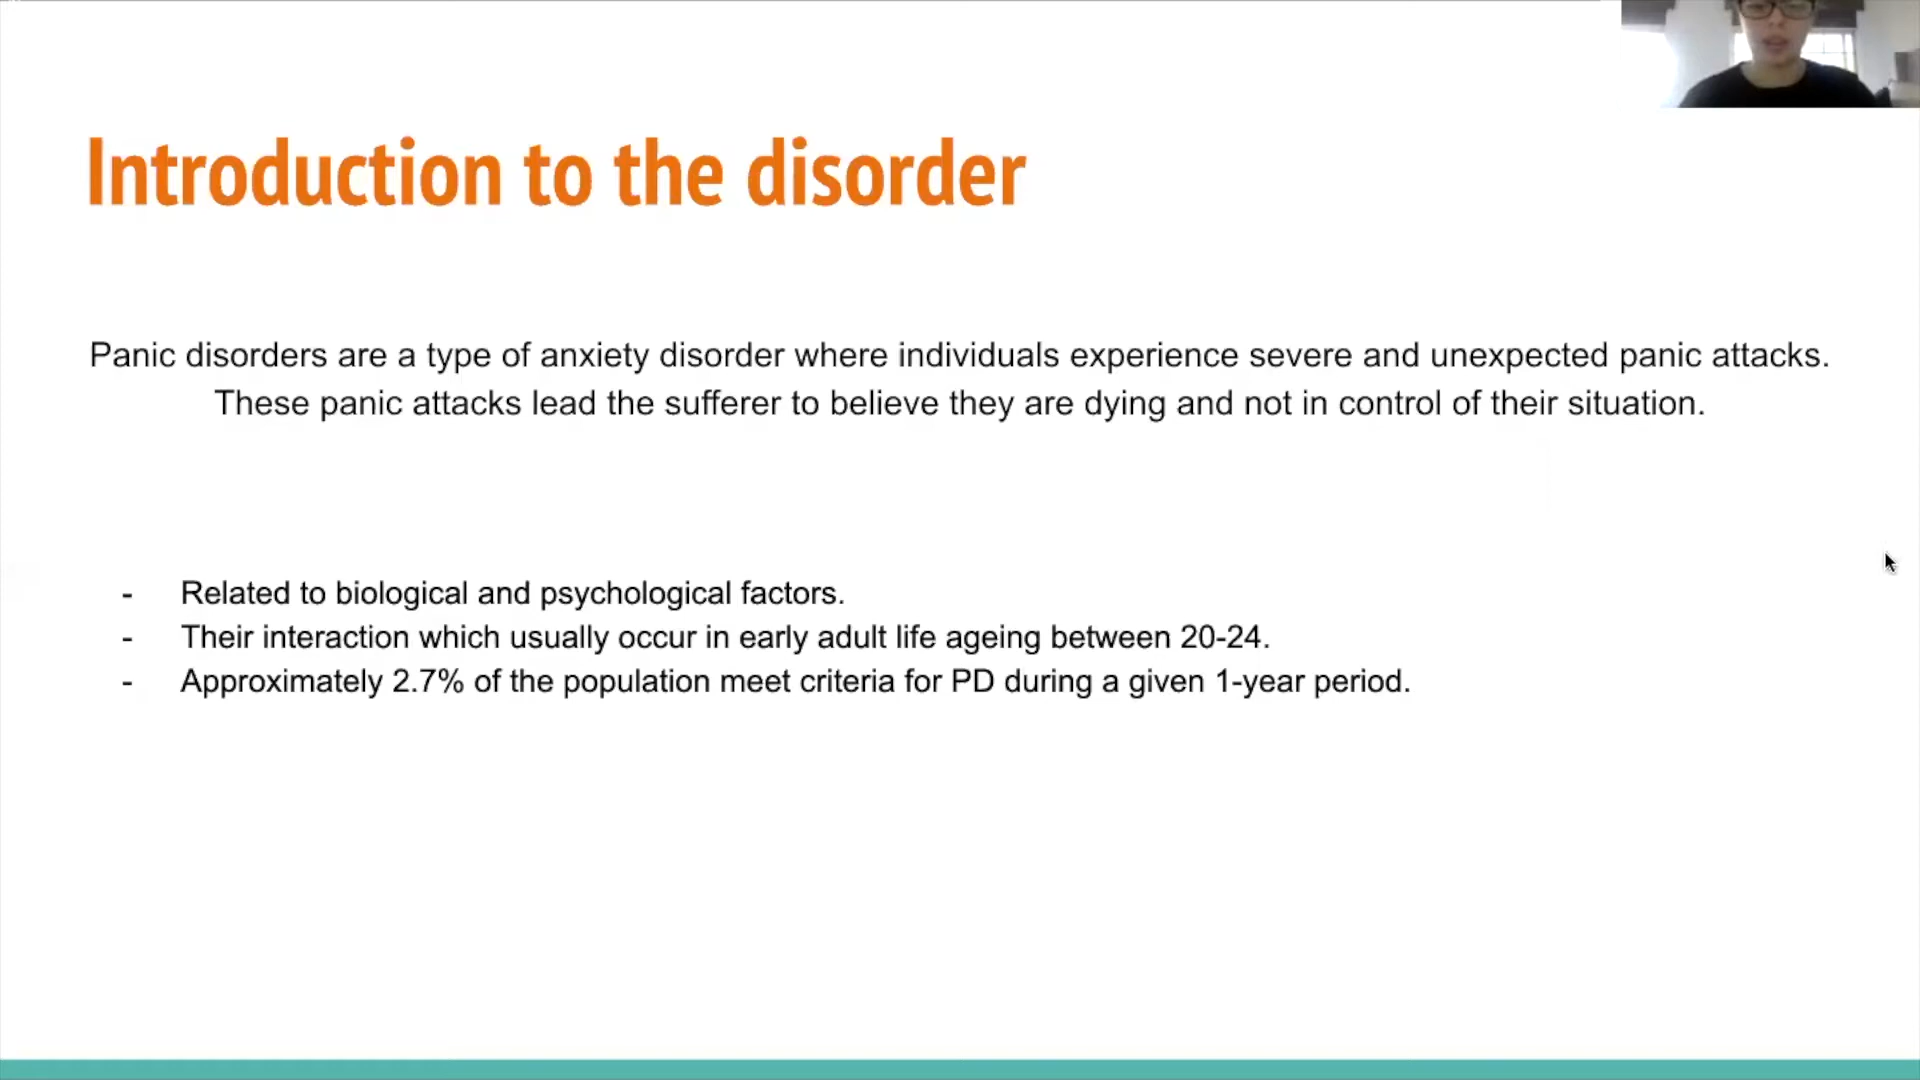 Introduction to the disorder
Panic disorders are a type of anxiety disorder where individuals experience severe and unexpected panic attacks.
These panic attacks lead the sufferer to believe they are dying and not in control of their situation.
- Related to biological and psychological factors.
- Their interaction which usually occur in early adult life ageing between 20-24.
- Approximately 2.7% of the population meet criteria for PD during a given 1-year period.